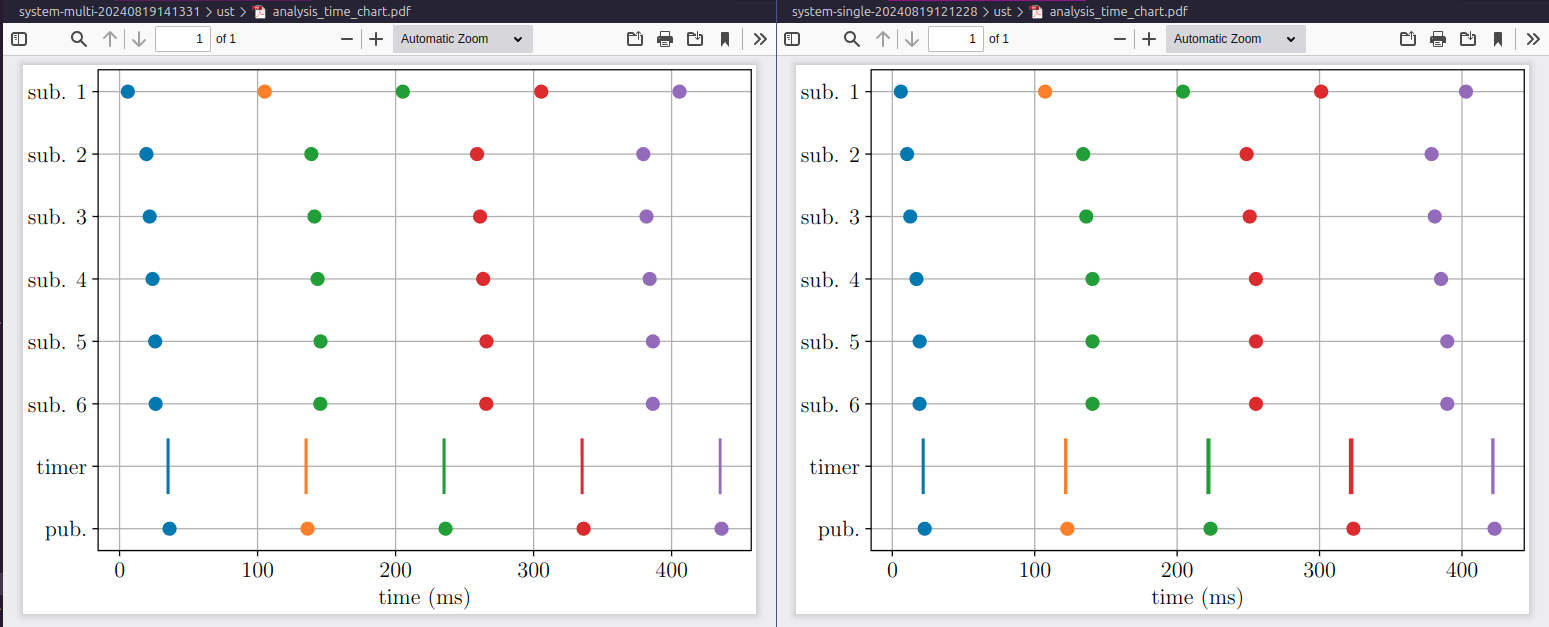 system-multi-20240819141331 > ust > analysis_time_chart.pdf
1 of 1
Automatic Zoom
sub. 1
sub. 2
sub. 3
sub. 4
sub. 5
sub. 6
timer
pub.
0 100 200 300 400
time (ms)
system-single-20240819121228 > ust > analysis_time_chart.pdf
1 of 1
Automatic Zoom
sub. 1
sub. 2
sub. 3
sub. 4
sub. 5
sub. 6
timer
pub.
0 100 200 300 400
time (ms)